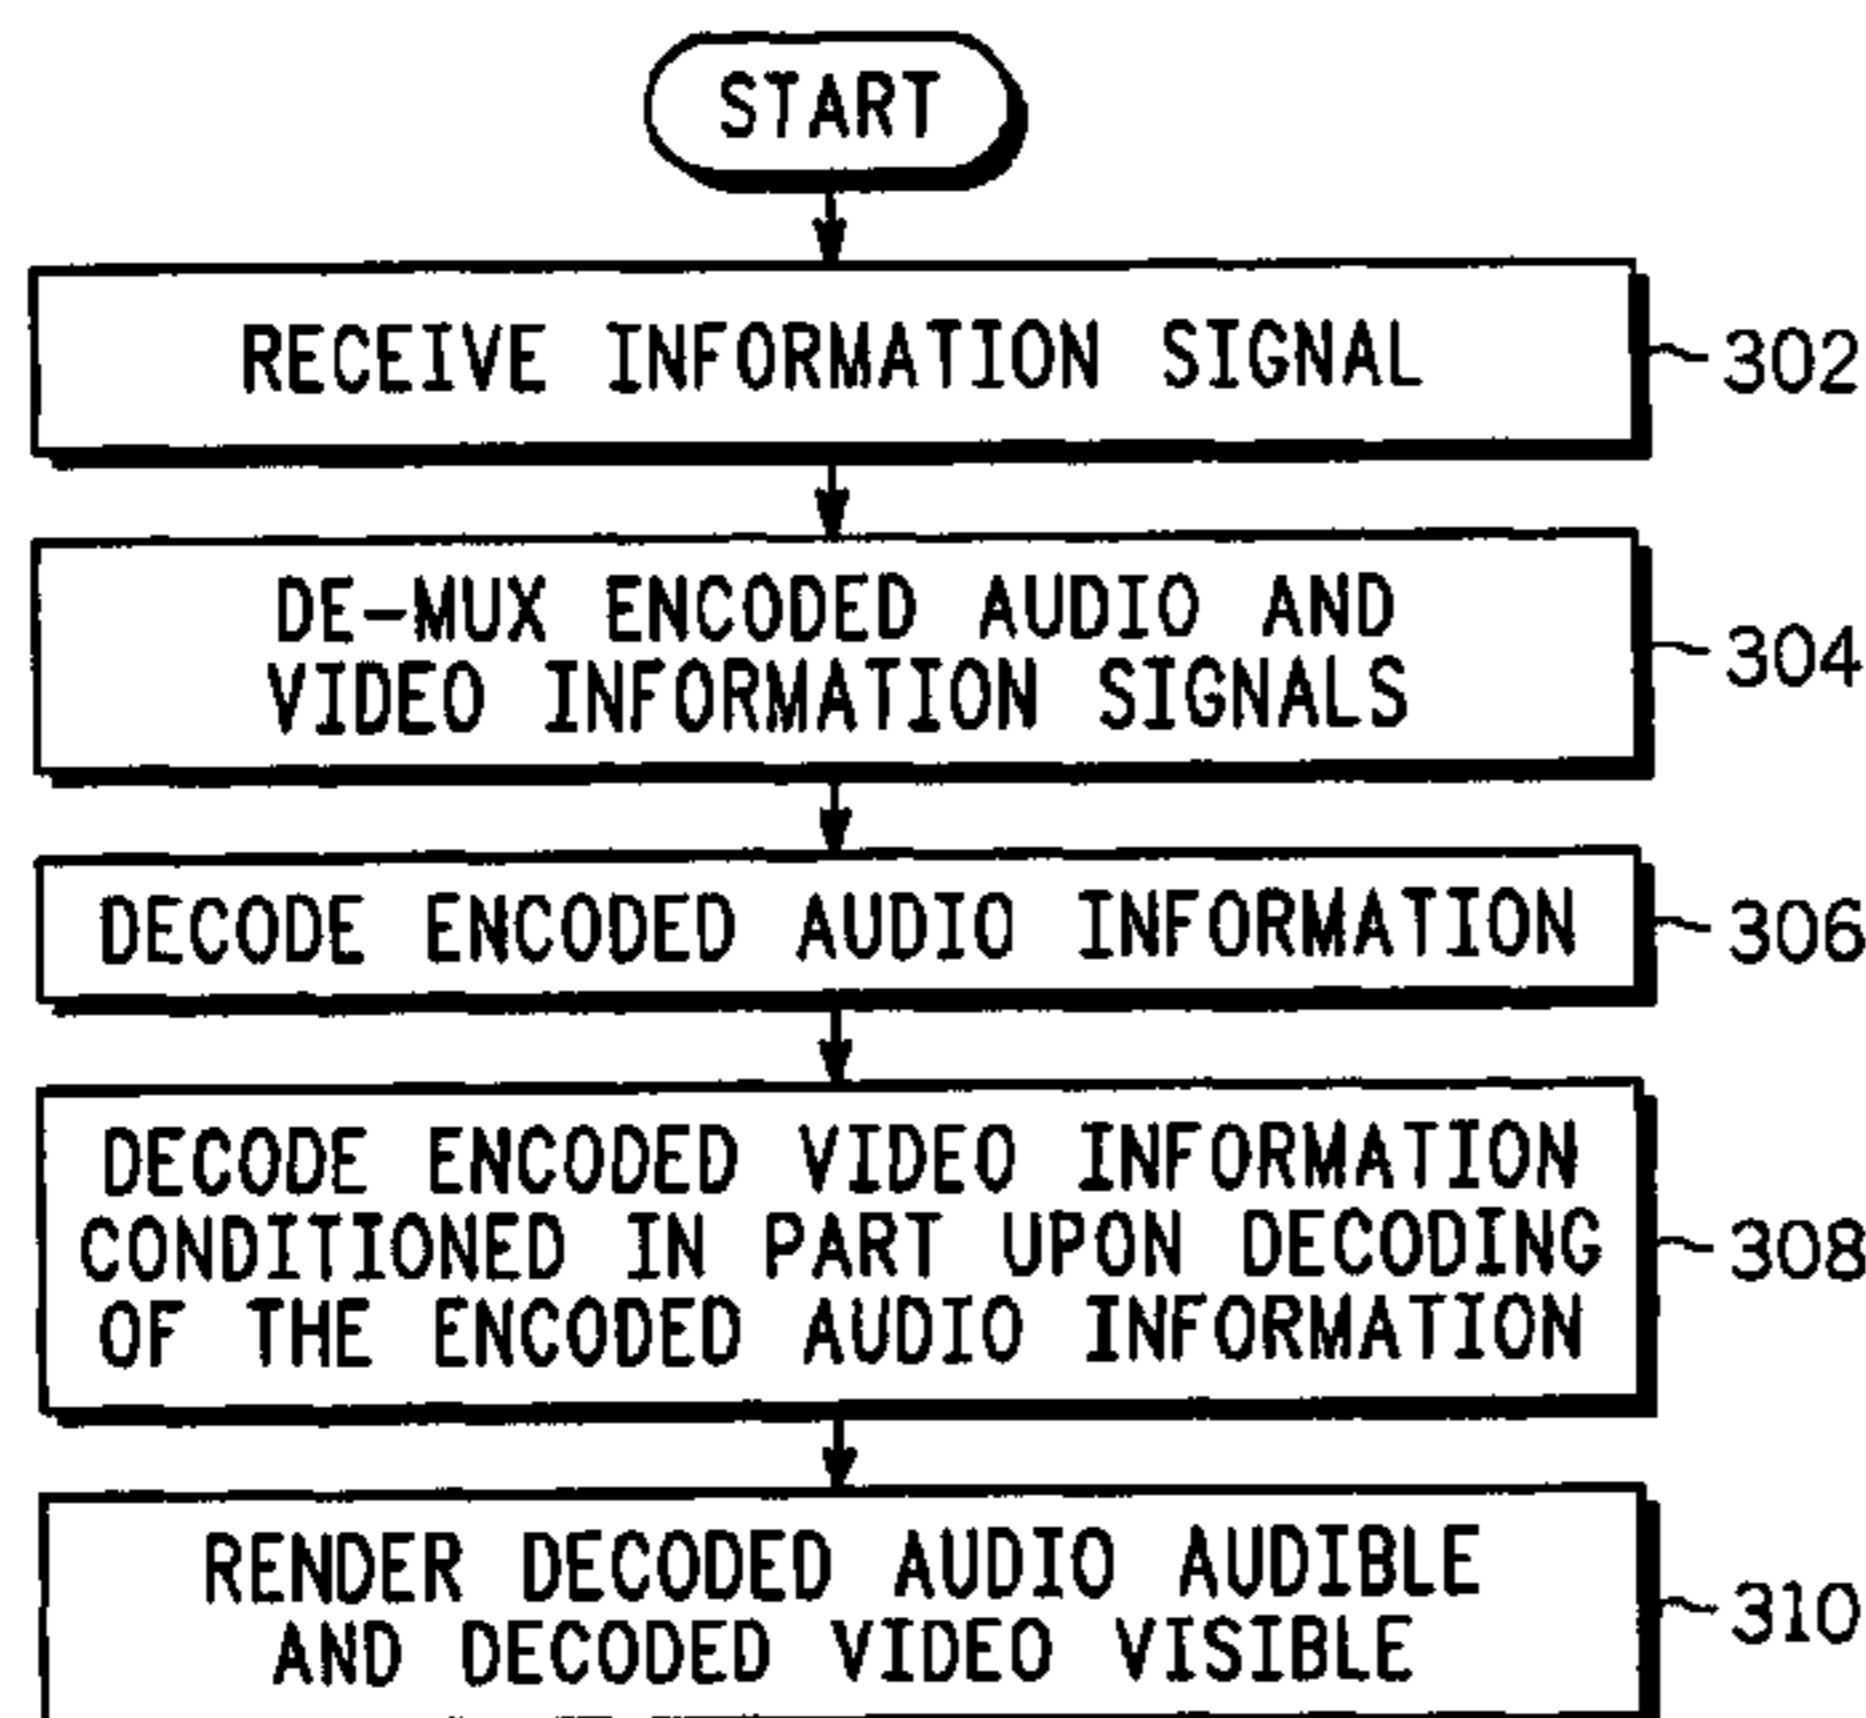 START
RECEIVE INFORMATION SIGNAL
302
DE-MUX ENCODED AUDIO AND
VIDEO INFORMATION SIGNALS
304
DECODE ENCODED AUDIO INFORMATION
306
DECODE ENCODED VIDEO INFORMATION
CONDITIONED IN PART UPON DECODING
OF THE ENCODED AUDIO INFORMATION
308
RENDER DECODED AUDIO AUDIBLE
AND DECODED VIDEO VISIBLE
310